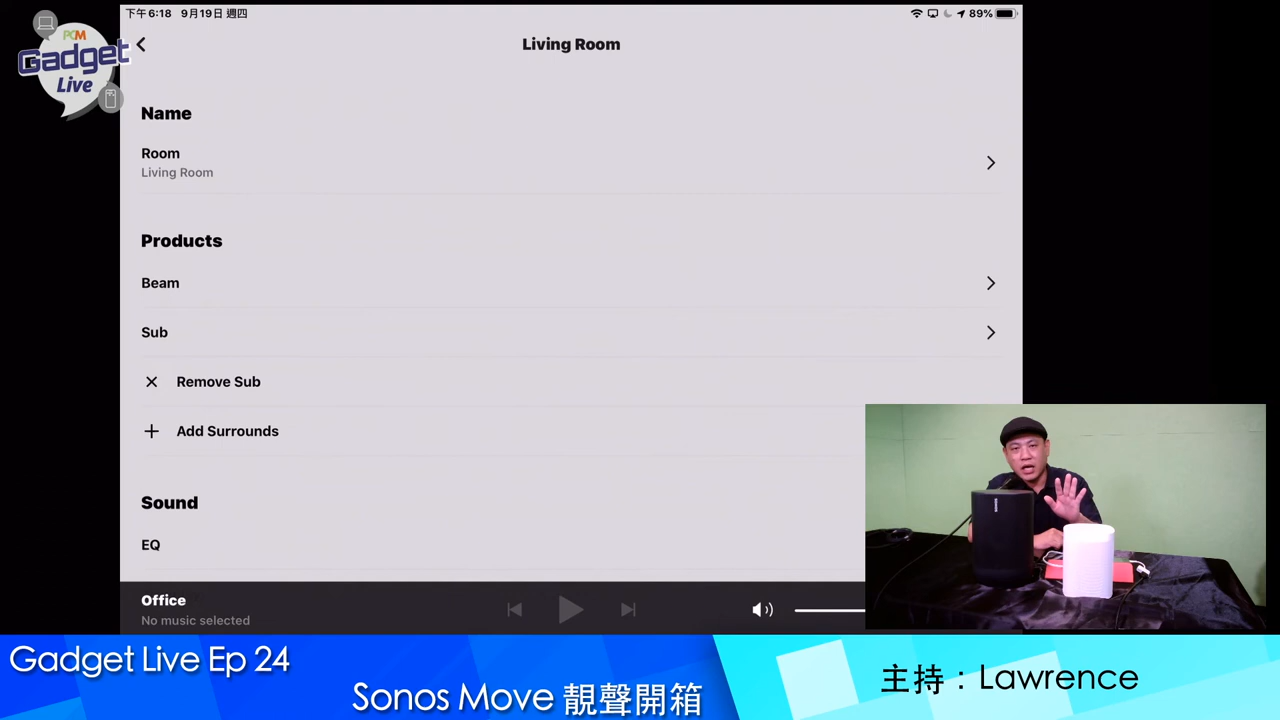 下午6:18 9月19日 週四
89%
PCM
Gadget
Live
Living Room
Name
Room
Living Room
Products
Beam
Sub
Remove Sub
Add Surrounds
Sound
EQ
Office
No music selected
SONOS
Gadget Live Ep 24
Sonos Move 靚聲開箱
主持：Lawrence